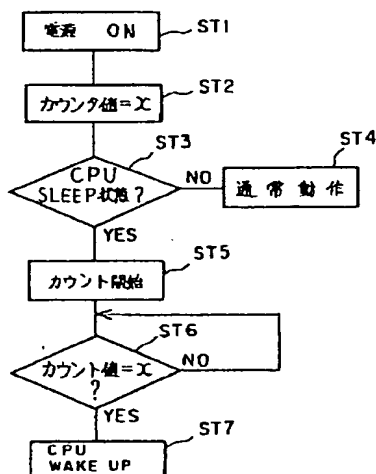 電源 ON
ST1
カウンタ値=x
ST2
ST3
CPU
SLEEP状態?
NO
ST4
通常動作
YES
ST5
カウント開始
ST6
カウント値=x
?
NO
YES
ST7
CPU
WAKE UP